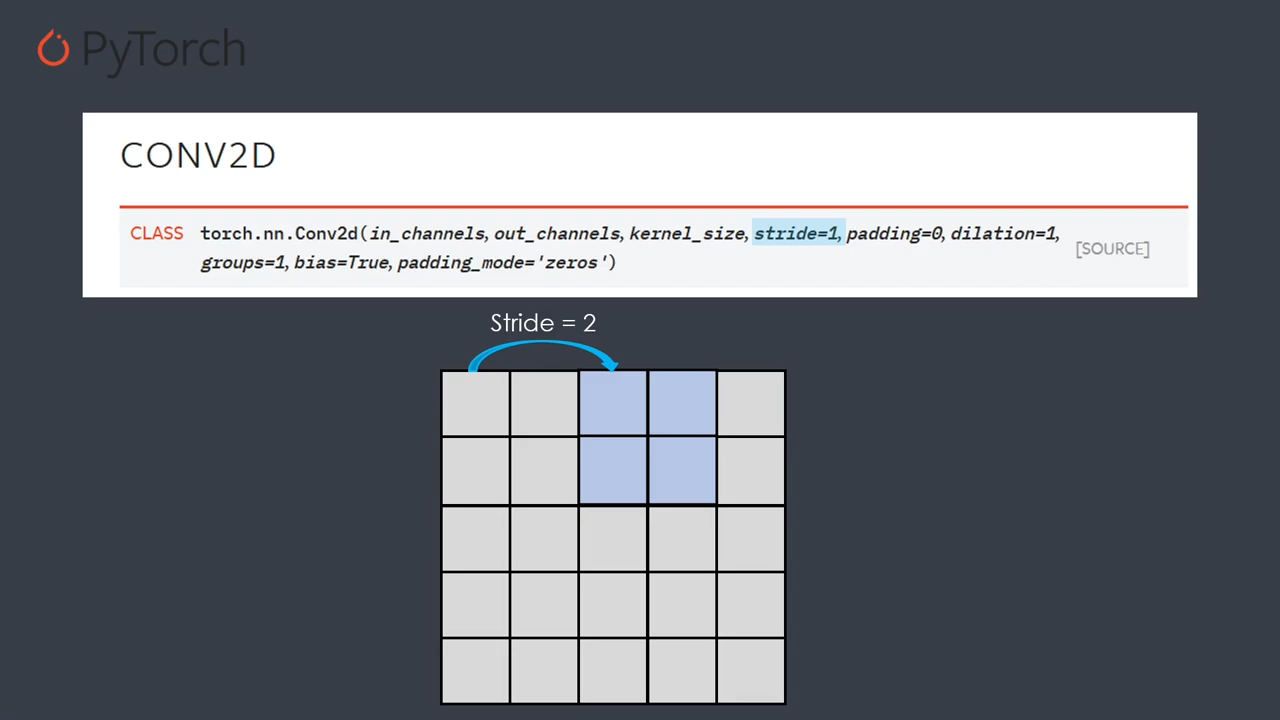 PyTorch
CONV2D
CLASS torch.nn.Conv2d(in_channels, out_channels, kernel_size, stride=1, padding=0, dilation=1,
groups=1, bias=True, padding_mode='zeros')
[SOURCE]
Stride = 2